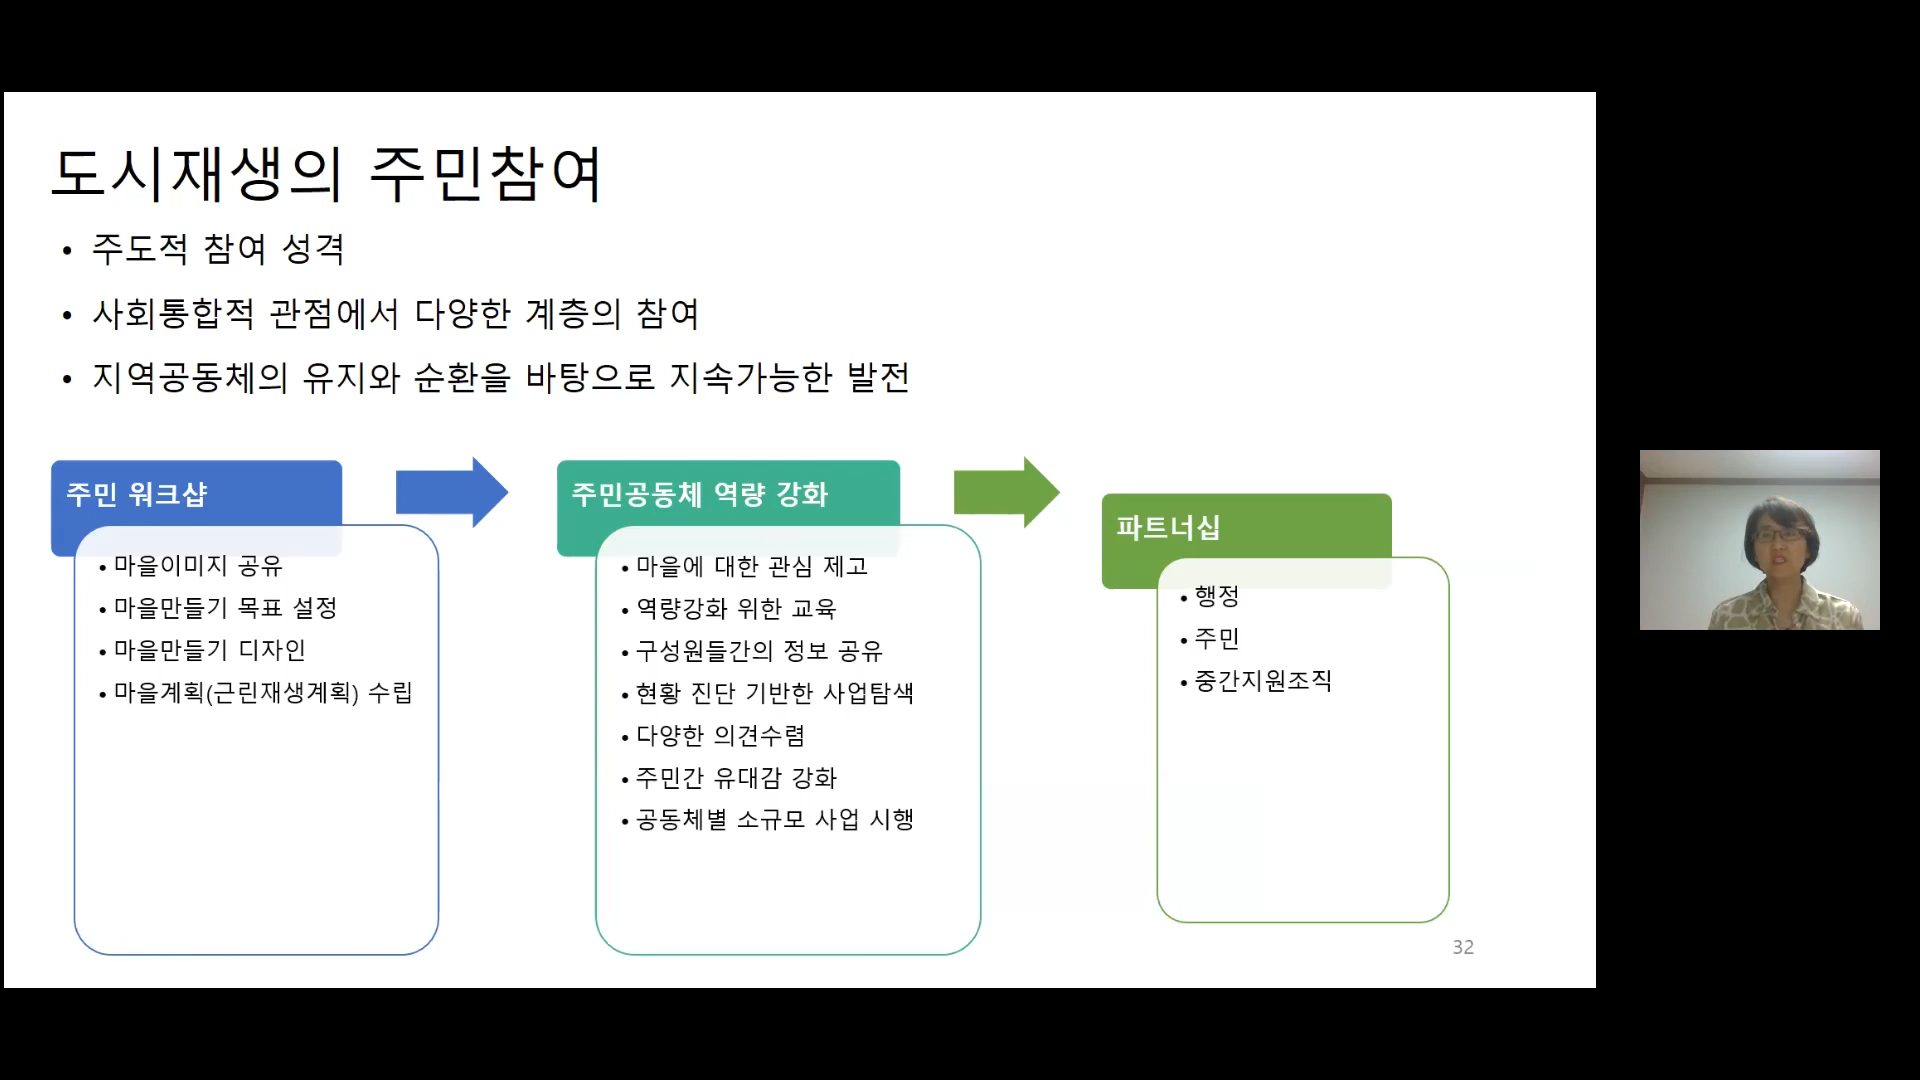 도시재생의 주민참여
• 주도적 참여 성격
• 사회통합적 관점에서 다양한 계층의 참여
• 지역공동체의 유지와 순환을 바탕으로 지속가능한 발전
주민 워크샵
• 마을이미지 공유
• 마을만들기 목표 설정
• 마을만들기 디자인
• 마을계획(근린재생계획) 수립
주민공동체 역량 강화
• 마을에 대한 관심 제고
• 역량강화 위한 교육
• 구성원들간의 정보 공유
• 현황 진단 기반한 사업탐색
• 다양한 의견수렴
• 주민간 유대감 강화
• 공동체별 소규모 사업 시행
파트너십
• 행정
• 주민
• 중간지원조직
32